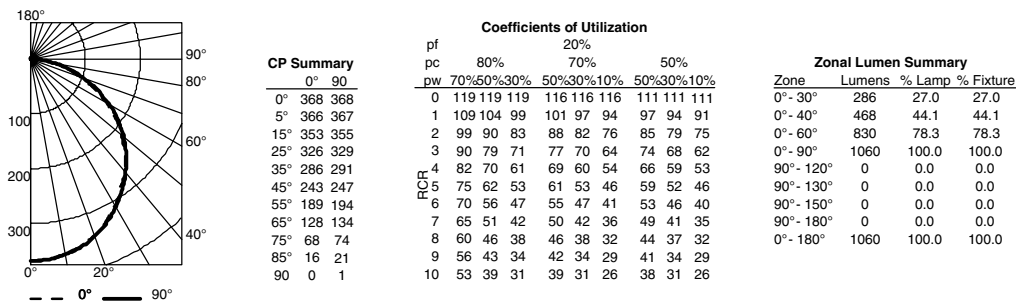 180°
90°
80°
100
60°
200
300
40°
0° 20°
0° 90°
CP Summary
0° 90
0° 368 368
5° 366 367
15° 353 355
25° 326 329
35° 286 291
45° 243 247
55° 189 194
65° 128 134
75° 68 74
85° 16 21
90 0 1
Coefficients of Utilization
pf 20%
pc 80% 70% 50%
pw 70%50%30% 50%30%10% 50%30%10%
RCR
0 119 119 119 116 116 116 111 111 111
1 109 104 99 101 97 94 97 94 91
2 99 90 83 88 82 76 85 79 75
3 90 79 71 77 70 64 74 68 62
4 82 70 61 69 60 54 66 59 53
5 75 62 53 61 53 46 59 52 46
6 70 56 47 55 47 41 53 46 40
7 65 51 42 50 42 36 49 41 35
8 60 46 38 46 38 32 44 37 32
9 56 43 34 42 34 29 41 34 29
10 53 39 31 39 31 26 38 31 26
Zonal Lumen Summary
Zone Lumens % Lamp % Fixture
0°- 30° 286 27.0 27.0
0°- 40° 468 44.1 44.1
0°- 60° 830 78.3 78.3
0°- 90° 1060 100.0 100.0
90°- 120° 0 0.0 0.0
90°- 130° 0 0.0 0.0
90°- 150° 0 0.0 0.0
90°- 180° 0 0.0 0.0
0°- 180° 1060 100.0 100.0